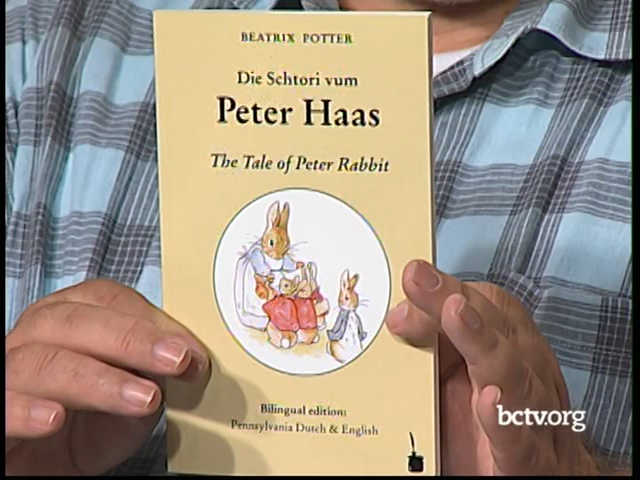 BEATRIX POTTER
Die Schtori vum
Peter Haas
The Tale of Peter Rabbit
Bilingual edition:
Pennsylvania Dutch & English
bctv.org